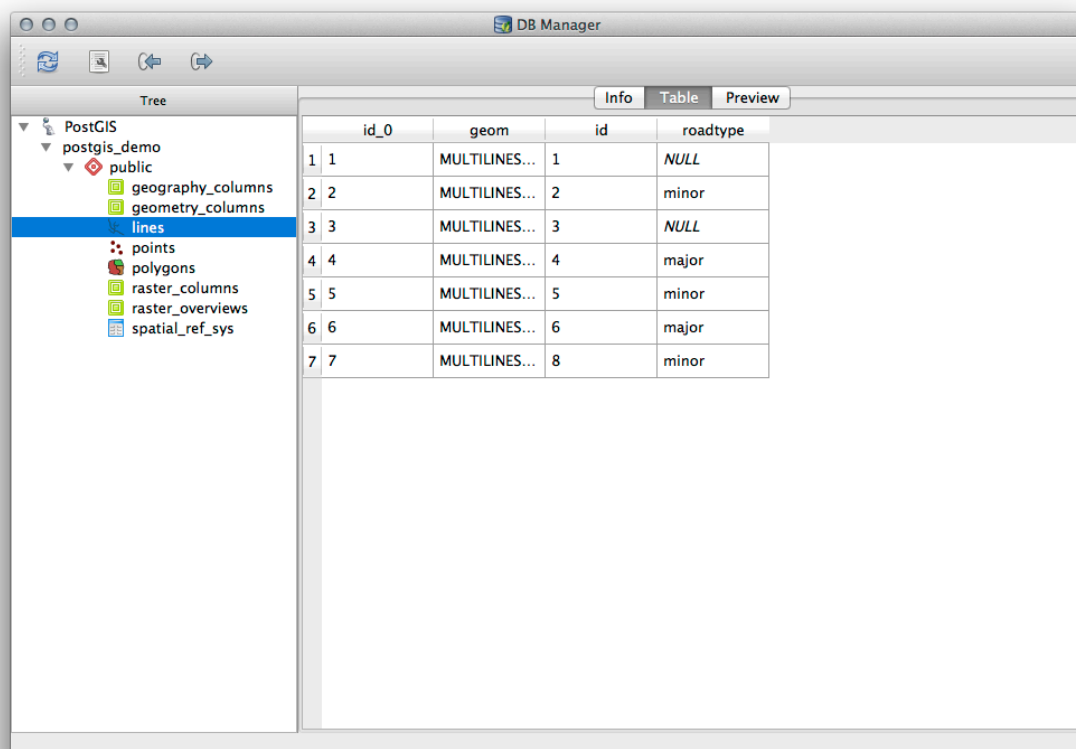 DB Manager
Tree
Info Table Preview
PostGIS
postgis_demo
public
geography_columns
geometry_columns
lines
points
polygons
raster_columns
raster_overviews
spatial_ref_sys
id_0 geom id roadtype
1 1 MULTILINES... 1 NULL
2 2 MULTILINES... 2 minor
3 3 MULTILINES... 3 NULL
4 4 MULTILINES... 4 major
5 5 MULTILINES... 5 minor
6 6 MULTILINES... 6 major
7 7 MULTILINES... 8 minor